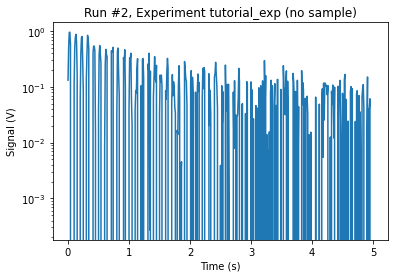 Run #2, Experiment tutorial_exp (no sample)
10⁰
10⁻¹
10⁻²
10⁻³
Signal (V)
0 1 2 3 4 5
Time (s)